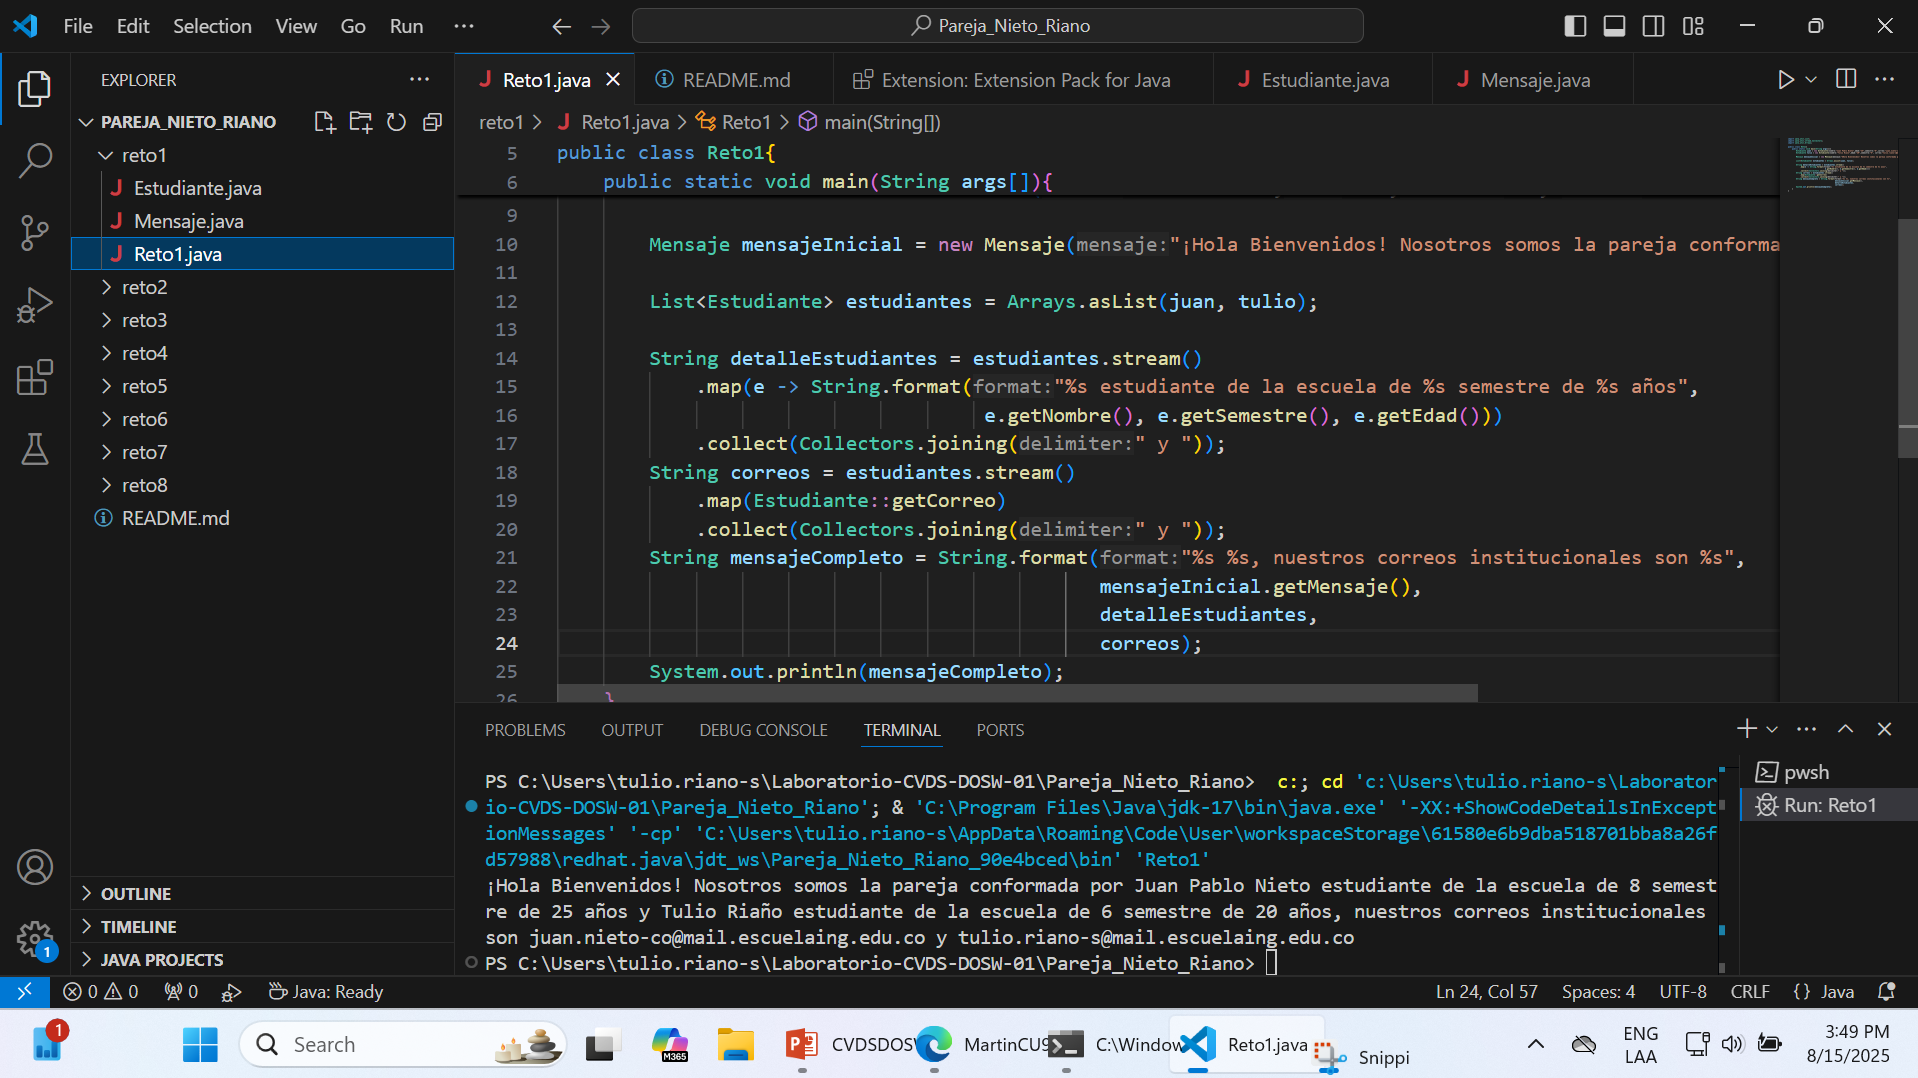 File Edit Selection View Go Run ···
Pareja_Nieto_Riano
EXPLORER
PAREJA_NIETO_RIANO
reto1
Estudiante.java
Mensaje.java
Reto1.java
reto2
reto3
reto4
reto5
reto6
reto7
reto8
README.md
OUTLINE
TIMELINE
JAVA PROJECTS
Reto1.java README.md Extension: Extension Pack for Java Estudiante.java Mensaje.java
reto1 > Reto1.java > Reto1 > main(String[])
5 public class Reto1{
6 public static void main(String args[]){
9
10 Mensaje mensajeInicial = new Mensaje(mensaje:"¡Hola Bienvenidos! Nosotros somos la pareja conforma
11
12 List<Estudiante> estudiantes = Arrays.asList(juan, tulio);
13
14 String detalleEstudiantes = estudiantes.stream()
15 .map(e -> String.format(format:"%s estudiante de la escuela de %s semestre de %s años",
16 e.getNombre(), e.getSemestre(), e.getEdad()))
17 .collect(Collectors.joining(delimiter:" y "));
18 String correos = estudiantes.stream()
19 .map(Estudiante::getCorreo)
20 .collect(Collectors.joining(delimiter:" y "));
21 String mensajeCompleto = String.format(format:"%s %s, nuestros correos institucionales son %s",
22 mensajeInicial.getMensaje(),
23 detalleEstudiantes,
24 correos);
25 System.out.println(mensajeCompleto);
26 }
PROBLEMS OUTPUT DEBUG CONSOLE TERMINAL PORTS
PS C:\Users\tulio.riano-s\Laboratorio-CVDS-DOSW-01\Pareja_Nieto_Riano> c:; cd 'c:\Users\tulio.riano-s\Laborator
io-CVDS-DOSW-01\Pareja_Nieto_Riano'; & 'C:\Program Files\Java\jdk-17\bin\java.exe' '-XX:+ShowCodeDetailsInExcept
ionMessages' '-cp' 'C:\Users\tulio.riano-s\AppData\Roaming\Code\User\workspaceStorage\61580e6b9dba518701bba8a26f
d57988\redhat.java\jdt_ws\Pareja_Nieto_Riano_90e4bced\bin' 'Reto1'
¡Hola Bienvenidos! Nosotros somos la pareja conformada por Juan Pablo Nieto estudiante de la escuela de 8 semest
re de 25 años y Tulio Riaño estudiante de la escuela de 6 semestre de 20 años, nuestros correos institucionales
son juan.nieto-co@mail.escuelaing.edu.co y tulio.riano-s@mail.escuelaing.edu.co
PS C:\Users\tulio.riano-s\Laboratorio-CVDS-DOSW-01\Pareja_Nieto_Riano>
pwsh
Run: Reto1
1
0 0 0 Java: Ready
Ln 24, Col 57 Spaces: 4 UTF-8 CRLF {} Java
1
Search
M365
CVDSDOSW
MartinCU9
C:\Window
Reto1.java
Snippi
ENG
LAA
3:49 PM
8/15/2025